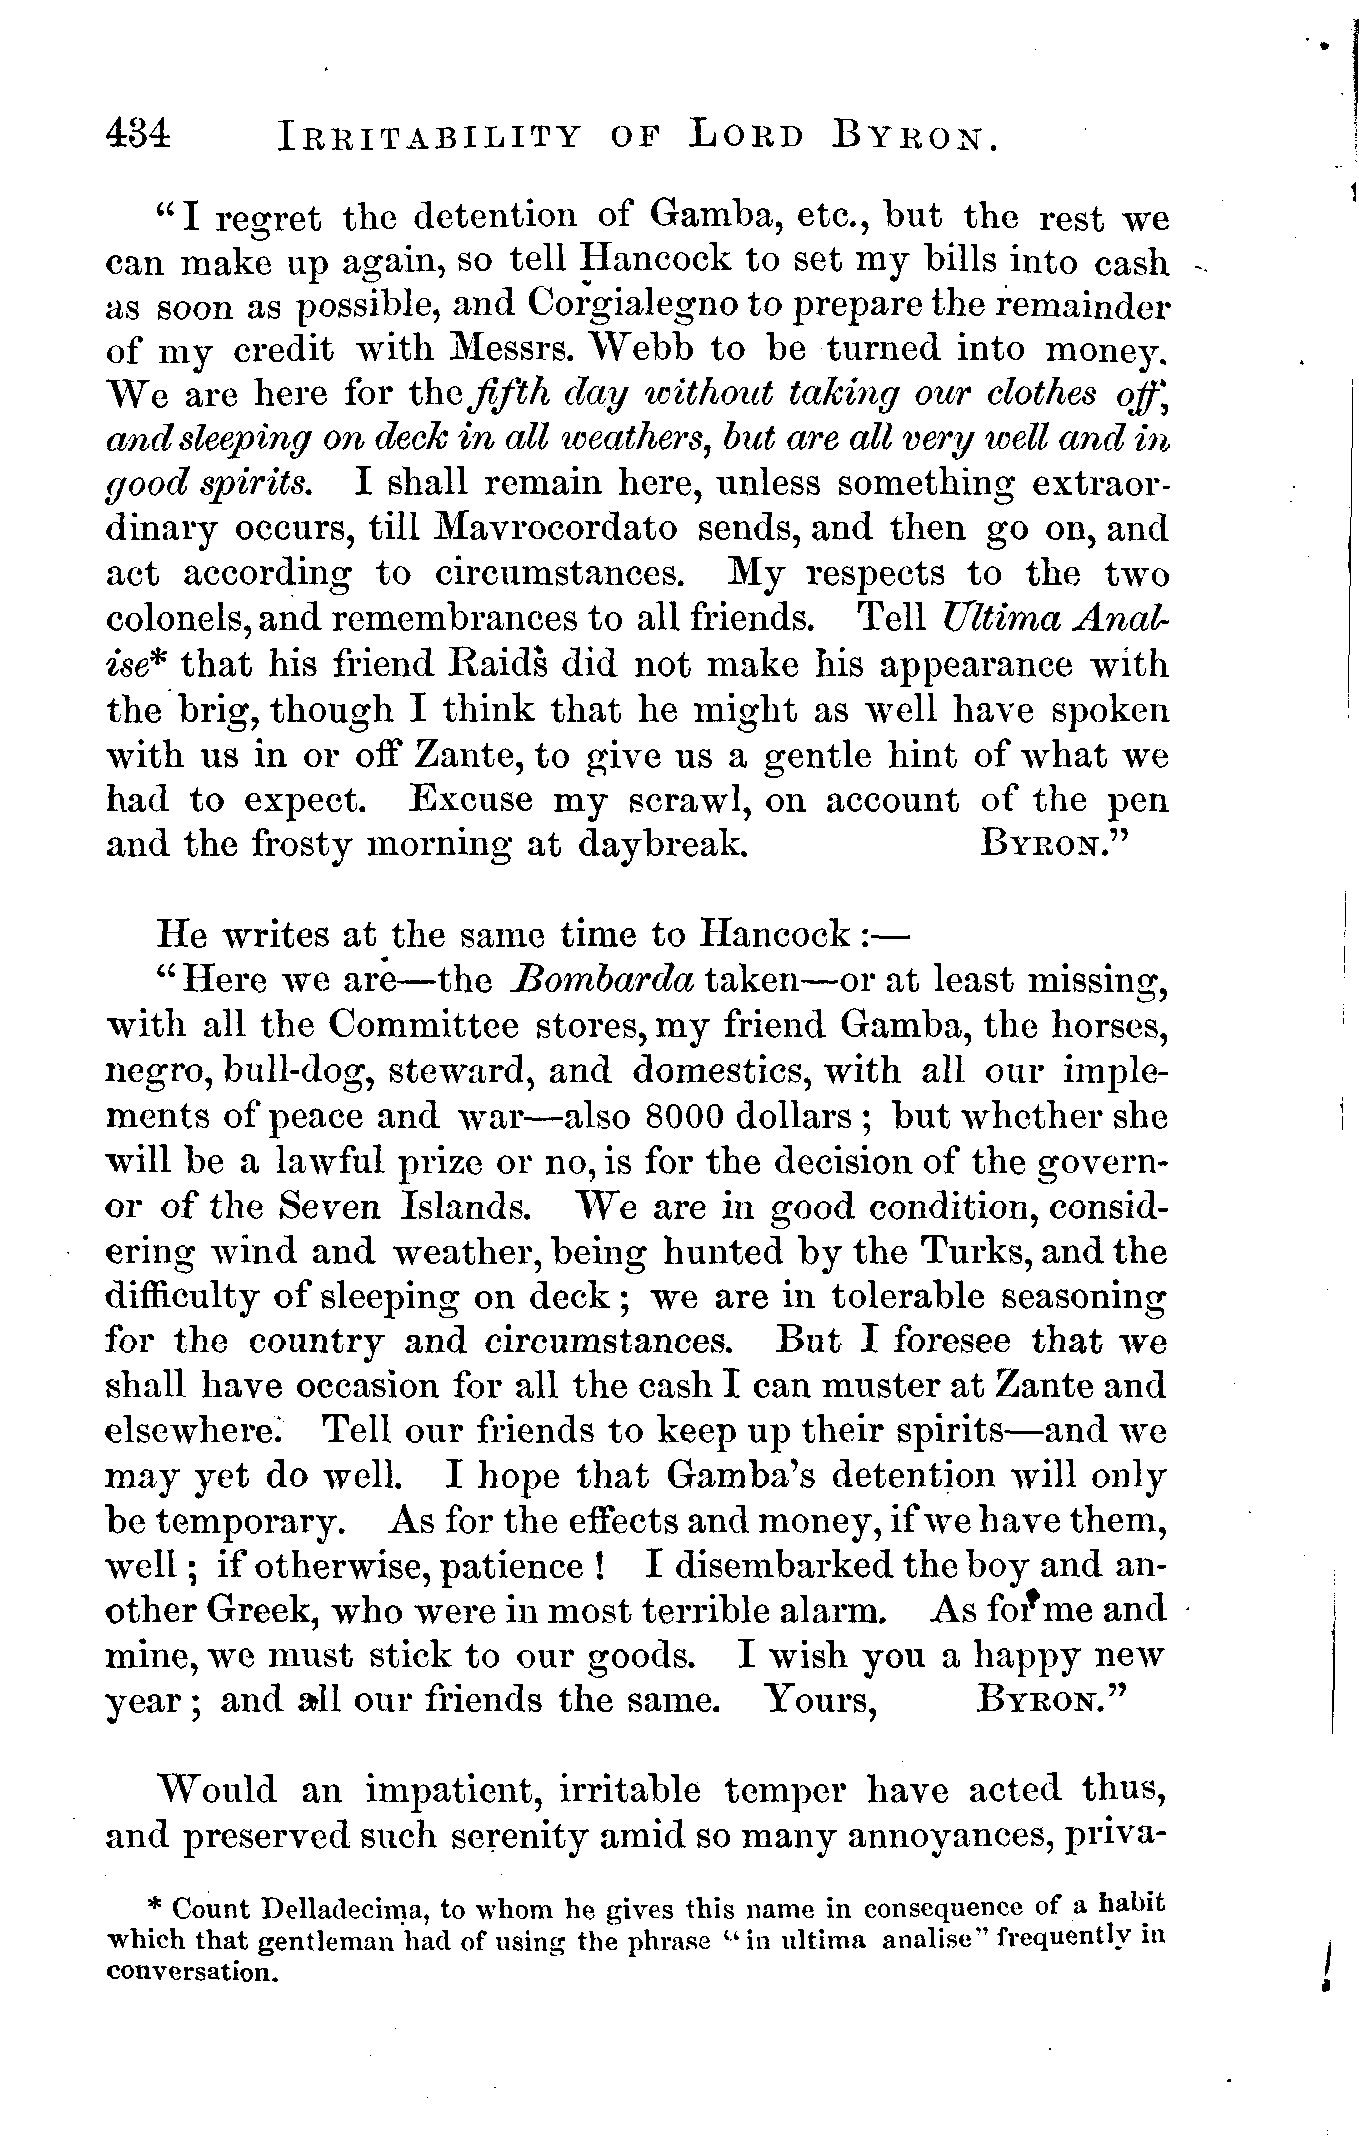 434 IRRITABILITY OF LORD BYRON.
"I regret the detention of Gamba, etc., but the rest we
can make up again, so tell Hancock to set my bills into cash
as soon as possible, and Corgialegno to prepare the remainder
of my credit with Messrs. Webb to be turned into money.
We are here for the fifth day without taking our clothes off,
and sleeping on deck in all weathers, but are all very well and in
good spirits. I shall remain here, unless something extraor-
dinary occurs, till Mavrocordato sends, and then go on, and
act according to circumstances. My respects to the two
colonels, and remembrances to all friends. Tell Ultima Anal-
ise* that his friend Raids did not make his appearance with
the brig, though I think that he might as well have spoken
with us in or off Zante, to give us a gentle hint of what we
had to expect. Excuse my scrawl, on account of the pen
and the frosty morning at daybreak. BYRON."
He writes at the same time to Hancock :—
"Here we are—the Bombarda taken—or at least missing,
with all the Committee stores, my friend Gamba, the horses,
negro, bull-dog, steward, and domestics, with all our imple-
ments of peace and war—also 8000 dollars ; but whether she
will be a lawful prize or no, is for the decision of the govern-
or of the Seven Islands. We are in good condition, consid-
ering wind and weather, being hunted by the Turks, and the
difficulty of sleeping on deck ; we are in tolerable seasoning
for the country and circumstances. But I foresee that we
shall have occasion for all the cash I can muster at Zante and
elsewhere. Tell our friends to keep up their spirits—and we
may yet do well. I hope that Gamba's detention will only
be temporary. As for the effects and money, if we have them,
well ; if otherwise, patience ! I disembarked the boy and an-
other Greek, who were in most terrible alarm. As for me and
mine, we must stick to our goods. I wish you a happy new
year ; and all our friends the same. Yours, BYRON."
Would an impatient, irritable temper have acted thus,
and preserved such serenity amid so many annoyances, priva-
* Count Delladecima, to whom he gives this name in consequence of a habit
which that gentleman had of using the phrase "in ultima analise" frequently in
conversation.